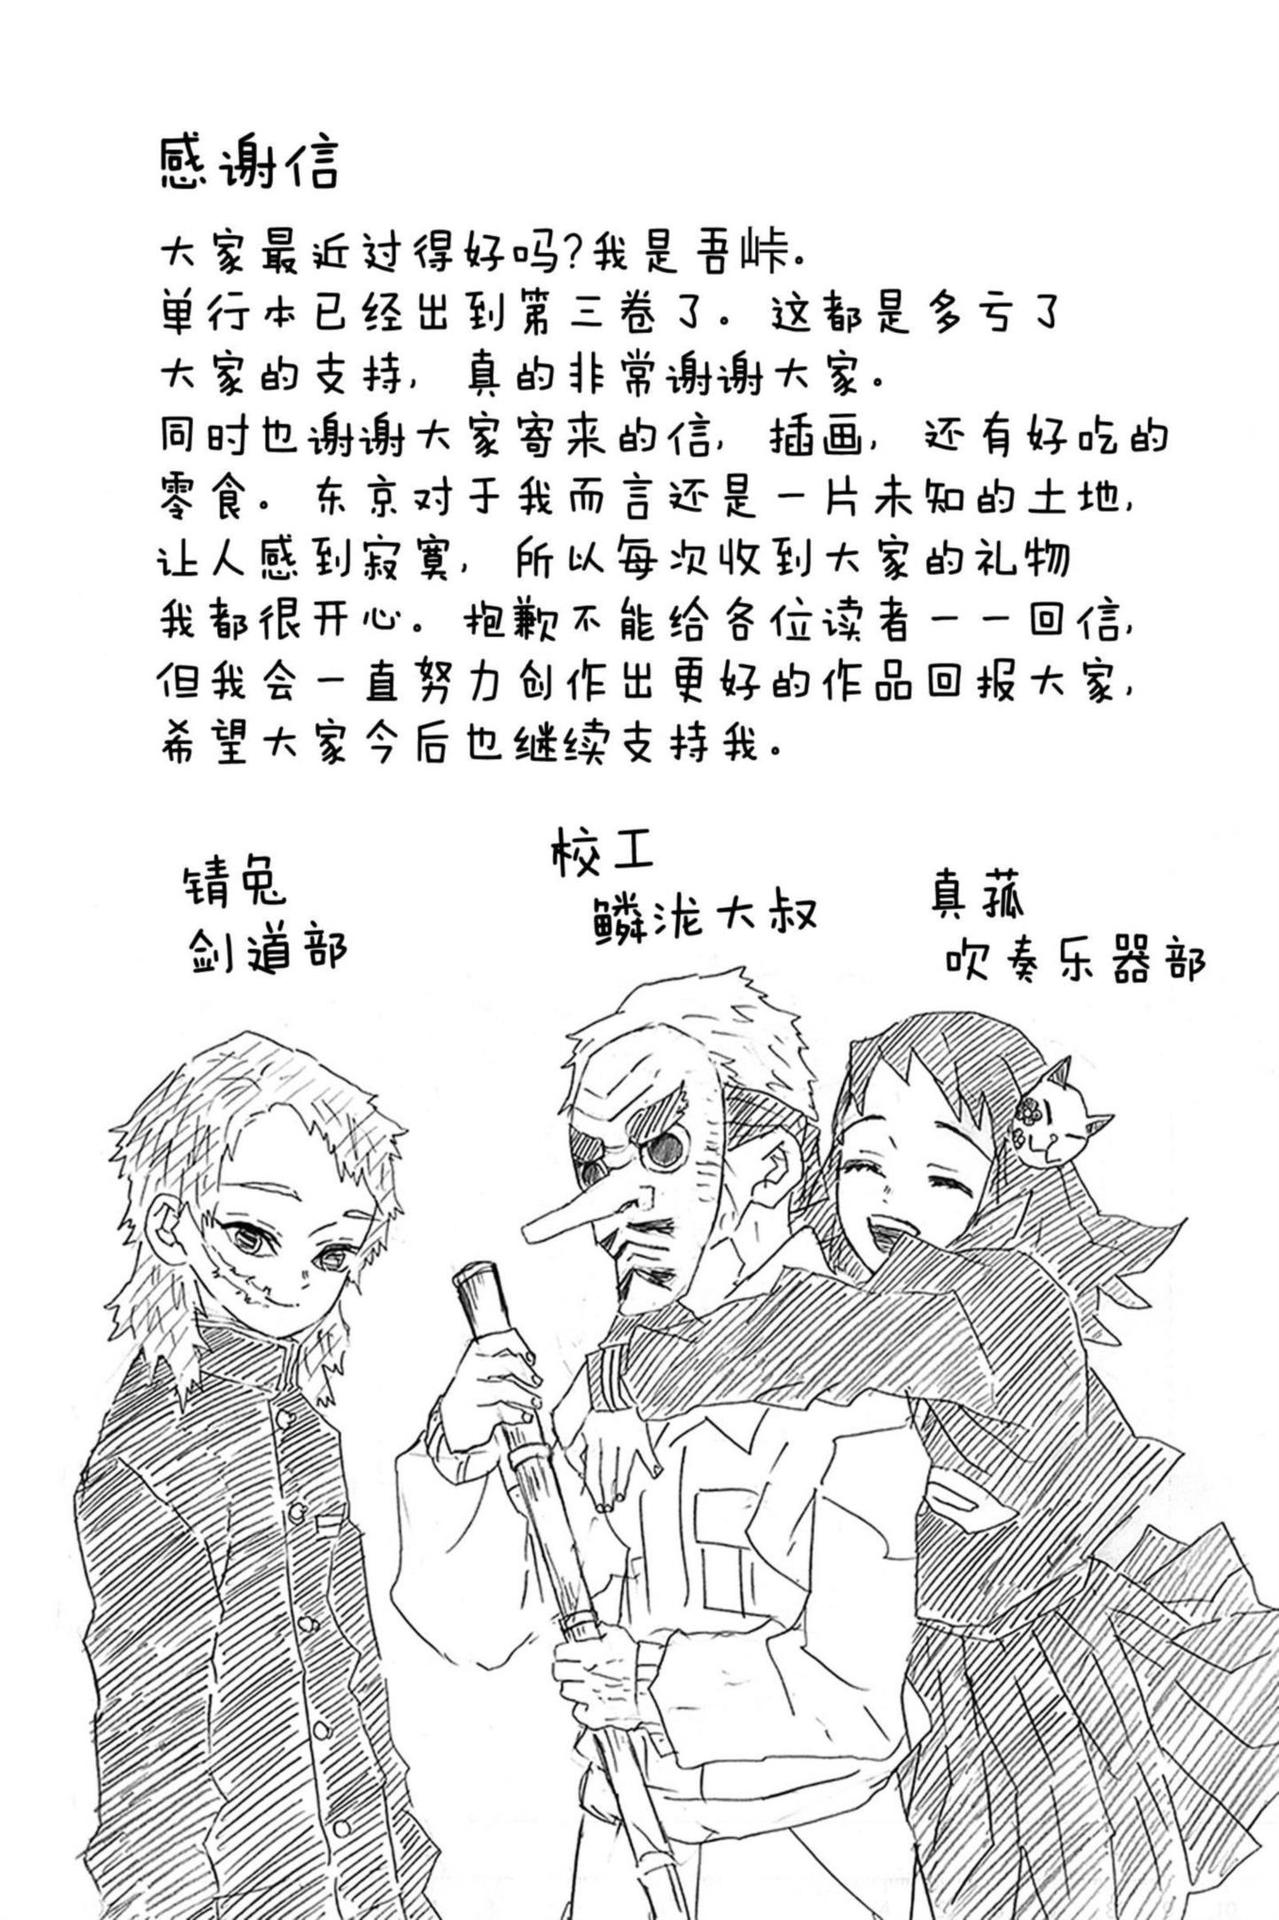 感谢信
大家最近过得好吗?我是吾峠。
单行本已经出到第三卷了。这都是多亏了
大家的支持,真的非常谢谢大家。
同时也谢谢大家寄来的信,插画,还有好吃的
零食。东京对于我而言还是一片未知的土地,
让人感到寂寞,所以每次收到大家的礼物
我都很开心。抱歉不能给各位读者一一回信,
但我会一直努力创作出更好的作品回报大家,
希望大家今后也继续支持我。
锖兔
剑道部
校工
鳞泷大叔
真菰
吹奏乐器部